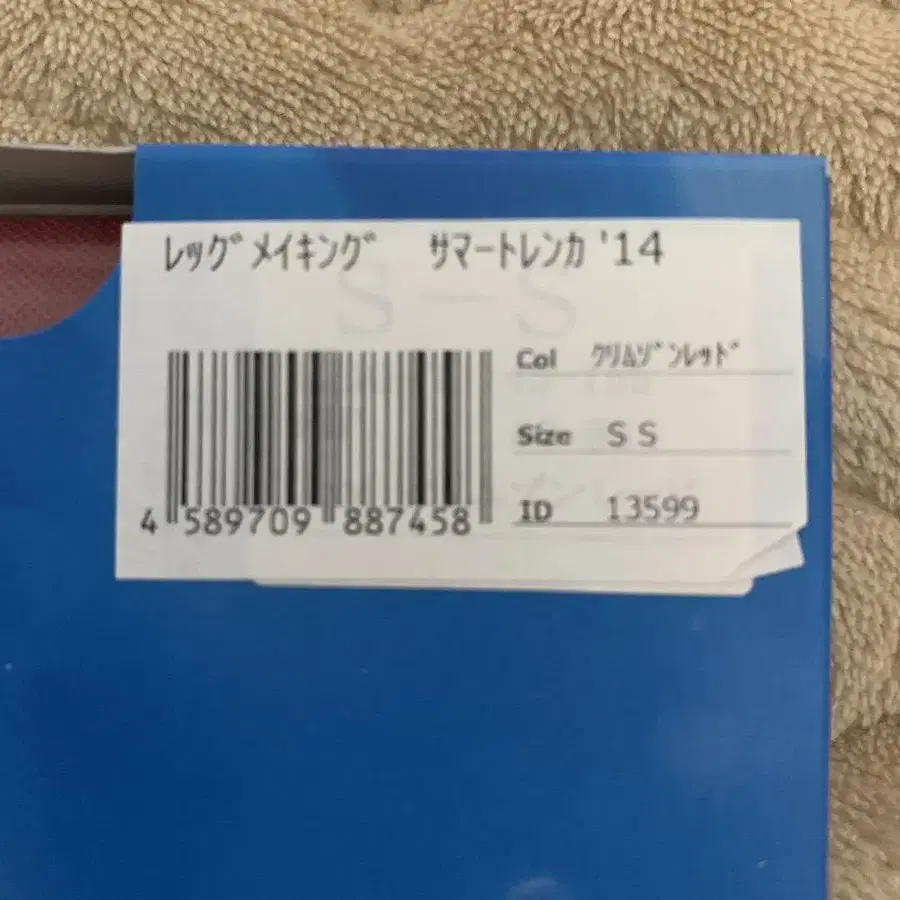 ﾚｯｸﾞﾒｲｷﾝｸﾞ ｻﾏｰﾄﾚﾝｶ '14
Col ｸﾘﾑｿﾞﾝﾚｯﾄﾞ
Size SS
ID 13599
4 589709 887458
S-S